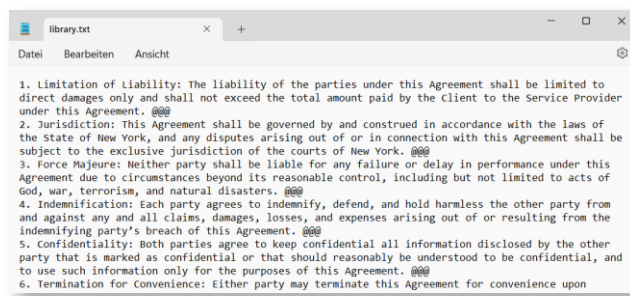 library.txt
Datei Bearbeiten Ansicht
1. Limitation of Liability: The liability of the parties under this Agreement shall be limited to
direct damages only and shall not exceed the total amount paid by the Client to the Service Provider
under this Agreement. @@@
2. Jurisdiction: This Agreement shall be governed by and construed in accordance with the laws of
the State of New York, and any disputes arising out of or in connection with this Agreement shall be
subject to the exclusive jurisdiction of the courts of New York. @@@
3. Force Majeure: Neither party shall be liable for any failure or delay in performance under this
Agreement due to circumstances beyond its reasonable control, including but not limited to acts of
God, war, terrorism, and natural disasters. @@@
4. Indemnification: Each party agrees to indemnify, defend, and hold harmless the other party from
and against any and all claims, damages, losses, and expenses arising out of or resulting from the
indemnifying party’s breach of this Agreement. @@@
5. Confidentiality: Both parties agree to keep confidential all information disclosed by the other
party that is marked as confidential or that should reasonably be understood to be confidential, and
to use such information only for the purposes of this Agreement. @@@
6. Termination for Convenience: Either party may terminate this Agreement for convenience upon